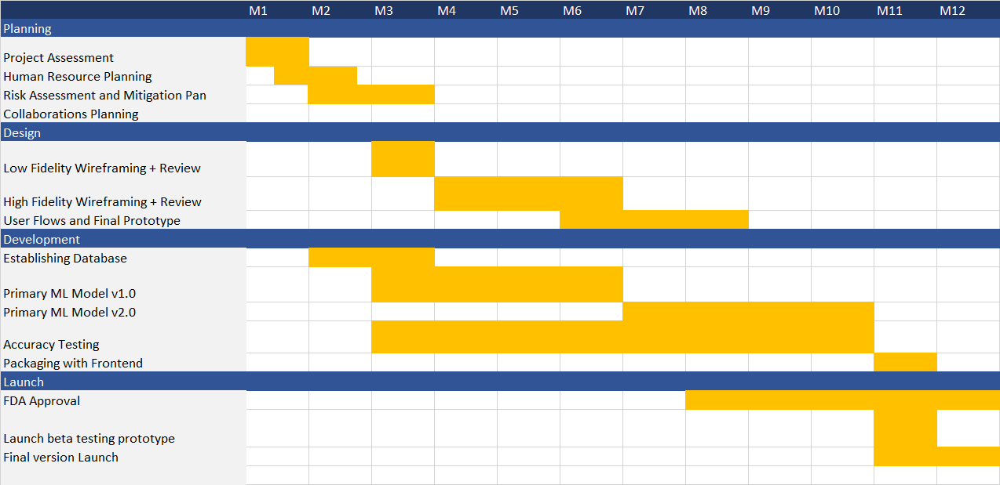 M1 M2 M3 M4 M5 M6 M7 M8 M9 M10 M11 M12
Planning
Project Assessment
Human Resource Planning
Risk Assessment and Mitigation Pan
Collaborations Planning
Design
Low Fidelity Wireframing + Review
High Fidelity Wireframing + Review
User Flows and Final Prototype
Development
Establishing Database
Primary ML Model v1.0
Primary ML Model v2.0
Accuracy Testing
Packaging with Frontend
Launch
FDA Approval
Launch beta testing prototype
Final version Launch